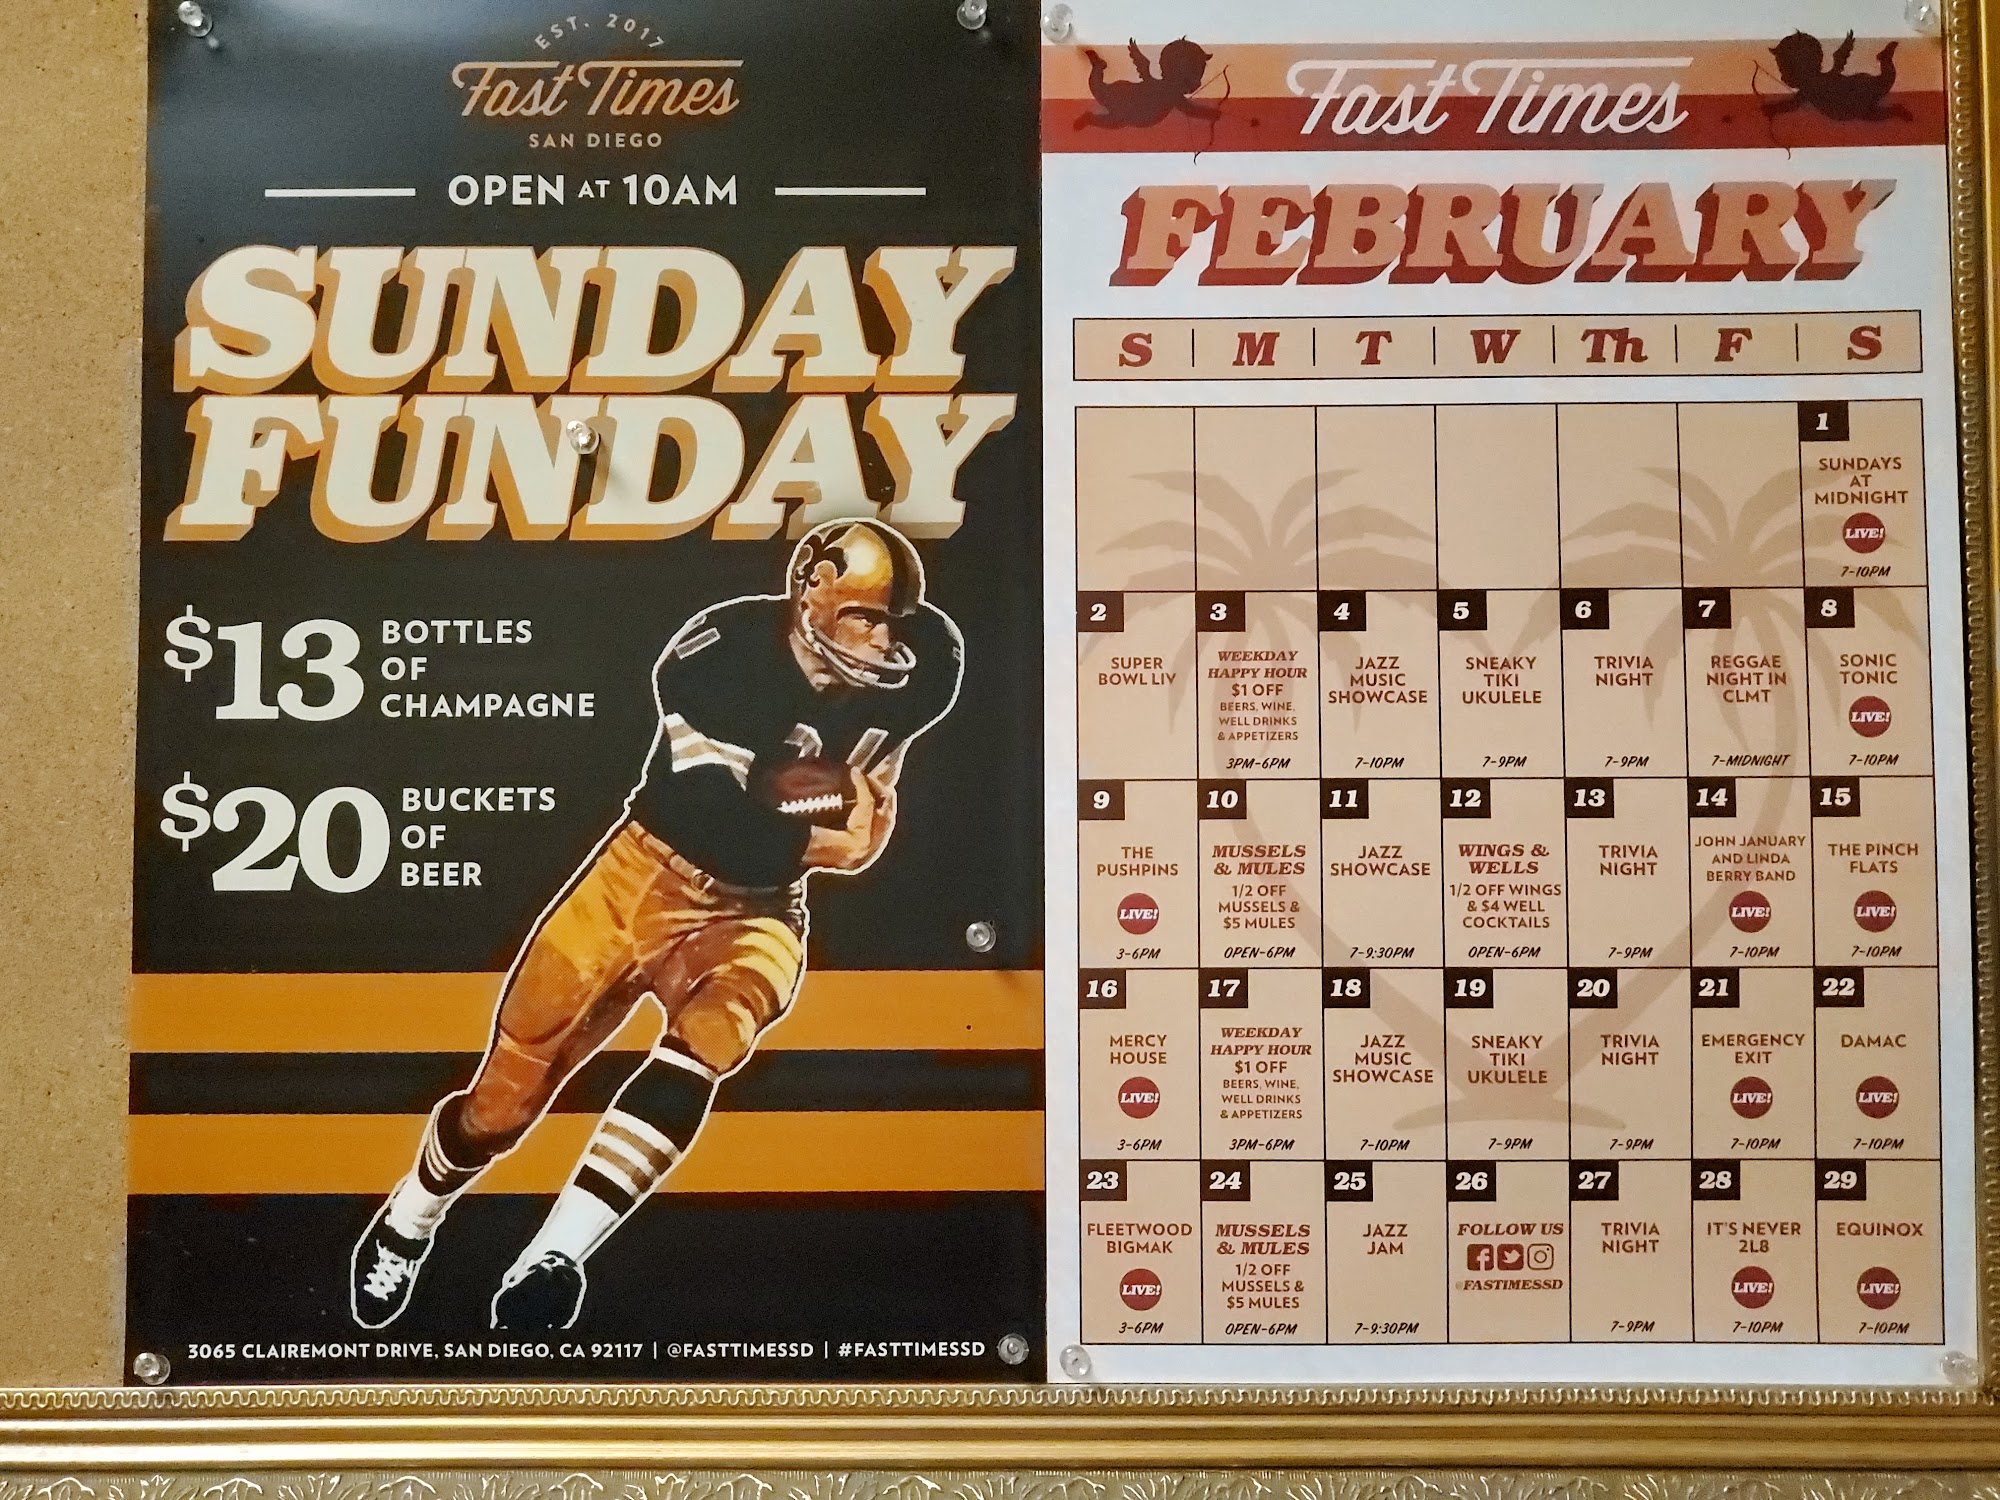 EST. 2017
Fast Times
SAN DIEGO
OPEN AT 10AM
SUNDAY
FUNDAY
$13 BOTTLES
OF
CHAMPAGNE
$20 BUCKETS
OF
BEER
3065 CLAIREMONT DRIVE, SAN DIEGO, CA 92117 | @FASTTIMESSD | #FASTTIMESSD
Fast Times
FEBRUARY
S | M | T | W | Th | F | S
1
SUNDAYS
AT
MIDNIGHT
LIVE!
7-10PM
2
SUPER
BOWL LIV
3
WEEKDAY
HAPPY HOUR
$1 OFF
BEERS, WINE,
WELL DRINKS
& APPETIZERS
3PM-6PM
4
JAZZ
MUSIC
SHOWCASE
7-10PM
5
SNEAKY
TIKI
UKULELE
7-9PM
6
TRIVIA
NIGHT
7-9PM
7
REGGAE
NIGHT IN
CLMT
7-MIDNIGHT
8
SONIC
TONIC
LIVE!
7-10PM
9
THE
PUSHPINS
LIVE!
3-6PM
10
MUSSELS
& MULES
1/2 OFF
MUSSELS &
$5 MULES
OPEN-6PM
11
JAZZ
SHOWCASE
7-9:30PM
12
WINGS &
WELLS
1/2 OFF WINGS
& $4 WELL
COCKTAILS
OPEN-6PM
13
TRIVIA
NIGHT
7-9PM
14
JOHN JANUARY
AND LINDA
BERRY BAND
LIVE!
7-10PM
15
THE PINCH
FLATS
LIVE!
7-10PM
16
MERCY
HOUSE
LIVE!
3-6PM
17
WEEKDAY
HAPPY HOUR
$1 OFF
BEERS, WINE,
WELL DRINKS
& APPETIZERS
3PM-6PM
18
JAZZ
MUSIC
SHOWCASE
7-10PM
19
SNEAKY
TIKI
UKULELE
7-9PM
20
TRIVIA
NIGHT
7-9PM
21
EMERGENCY
EXIT
LIVE!
7-10PM
22
DAMAC
LIVE!
7-10PM
23
FLEETWOOD
BIGMAK
LIVE!
3-6PM
24
MUSSELS
& MULES
1/2 OFF
MUSSELS &
$5 MULES
OPEN-6PM
25
JAZZ
JAM
7-9:30PM
26
FOLLOW US
@FASTIMESSD
27
TRIVIA
NIGHT
7-9PM
28
IT'S NEVER
2L8
LIVE!
7-10PM
29
EQUINOX
LIVE!
7-10PM